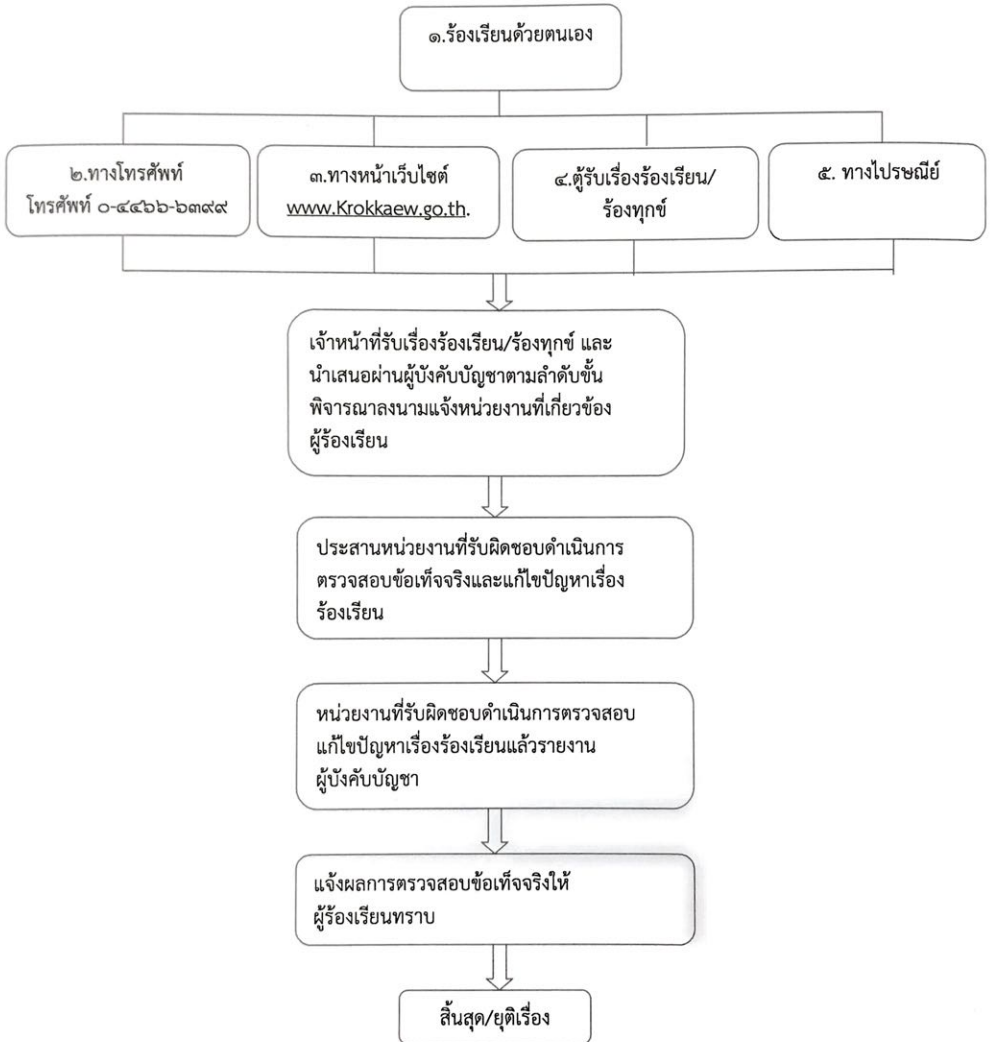 ๑.ร้องเรียนด้วยตนเอง
๒.ทางโทรศัพท์
โทรศัพท์ ๐-๔๔๖๖-๖๓๙๙
๓.ทางหน้าเว็บไซต์
www.Krokkaew.go.th.
๔.ตู้รับเรื่องร้องเรียน/
ร้องทุกข์
๕. ทางไปรษณีย์
เจ้าหน้าที่รับเรื่องร้องเรียน/ร้องทุกข์ และ
นำเสนอผ่านผู้บังคับบัญชาตามลำดับขั้น
พิจารณาลงนามแจ้งหน่วยงานที่เกี่ยวข้อง
ผู้ร้องเรียน
ประสานหน่วยงานที่รับผิดชอบดำเนินการ
ตรวจสอบข้อเท็จจริงและแก้ไขปัญหาเรื่อง
ร้องเรียน
หน่วยงานที่รับผิดชอบดำเนินการตรวจสอบ
แก้ไขปัญหาเรื่องร้องเรียนแล้วรายงาน
ผู้บังคับบัญชา
แจ้งผลการตรวจสอบข้อเท็จจริงให้
ผู้ร้องเรียนทราบ
สิ้นสุด/ยุติเรื่อง